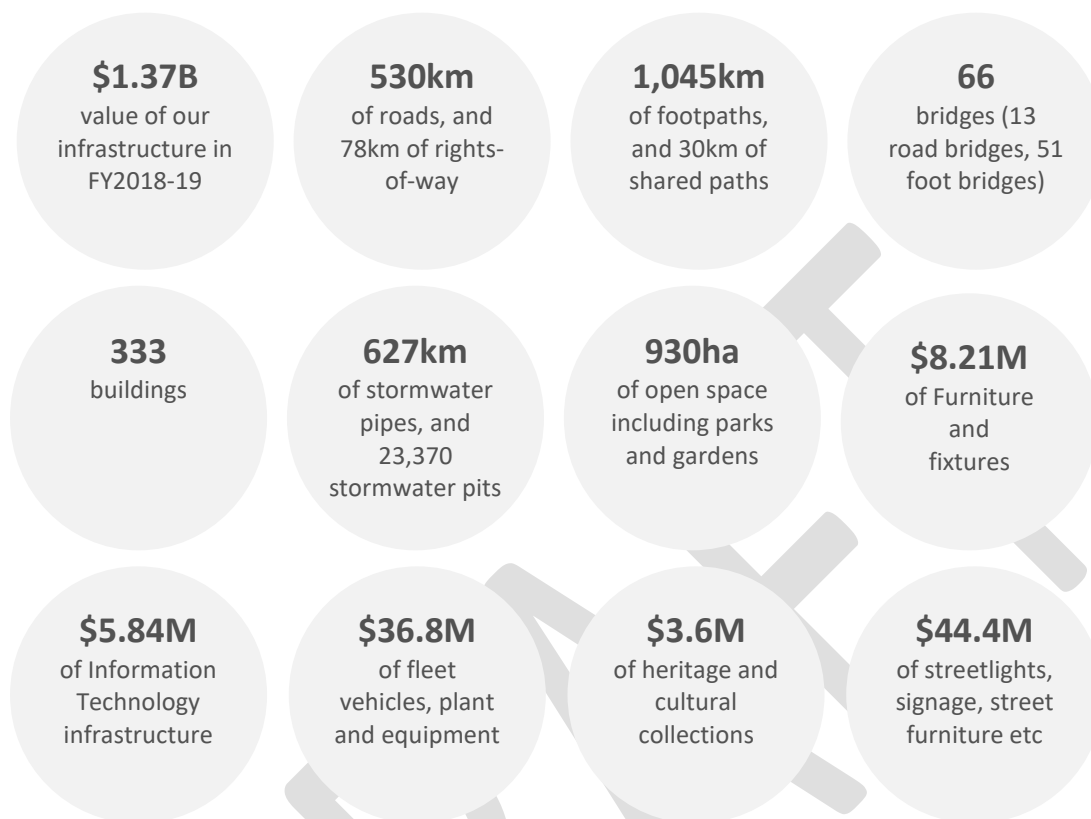 $1.37B
value of our
infrastructure in
FY2018-19
530km
of roads, and
78km of rights-
of-way
1,045km
of footpaths,
and 30km of
shared paths
66
bridges (13
road bridges, 51
foot bridges)
333
buildings
627km
of stormwater
pipes, and
23,370
stormwater pits
930ha
of open space
including parks
and gardens
$8.21M
of Furniture
and
fixtures
$5.84M
of Information
Technology
infrastructure
$36.8M
of fleet
vehicles, plant
and equipment
$3.6M
of heritage and
cultural
collections
$44.4M
of streetlights,
signage, street
furniture etc